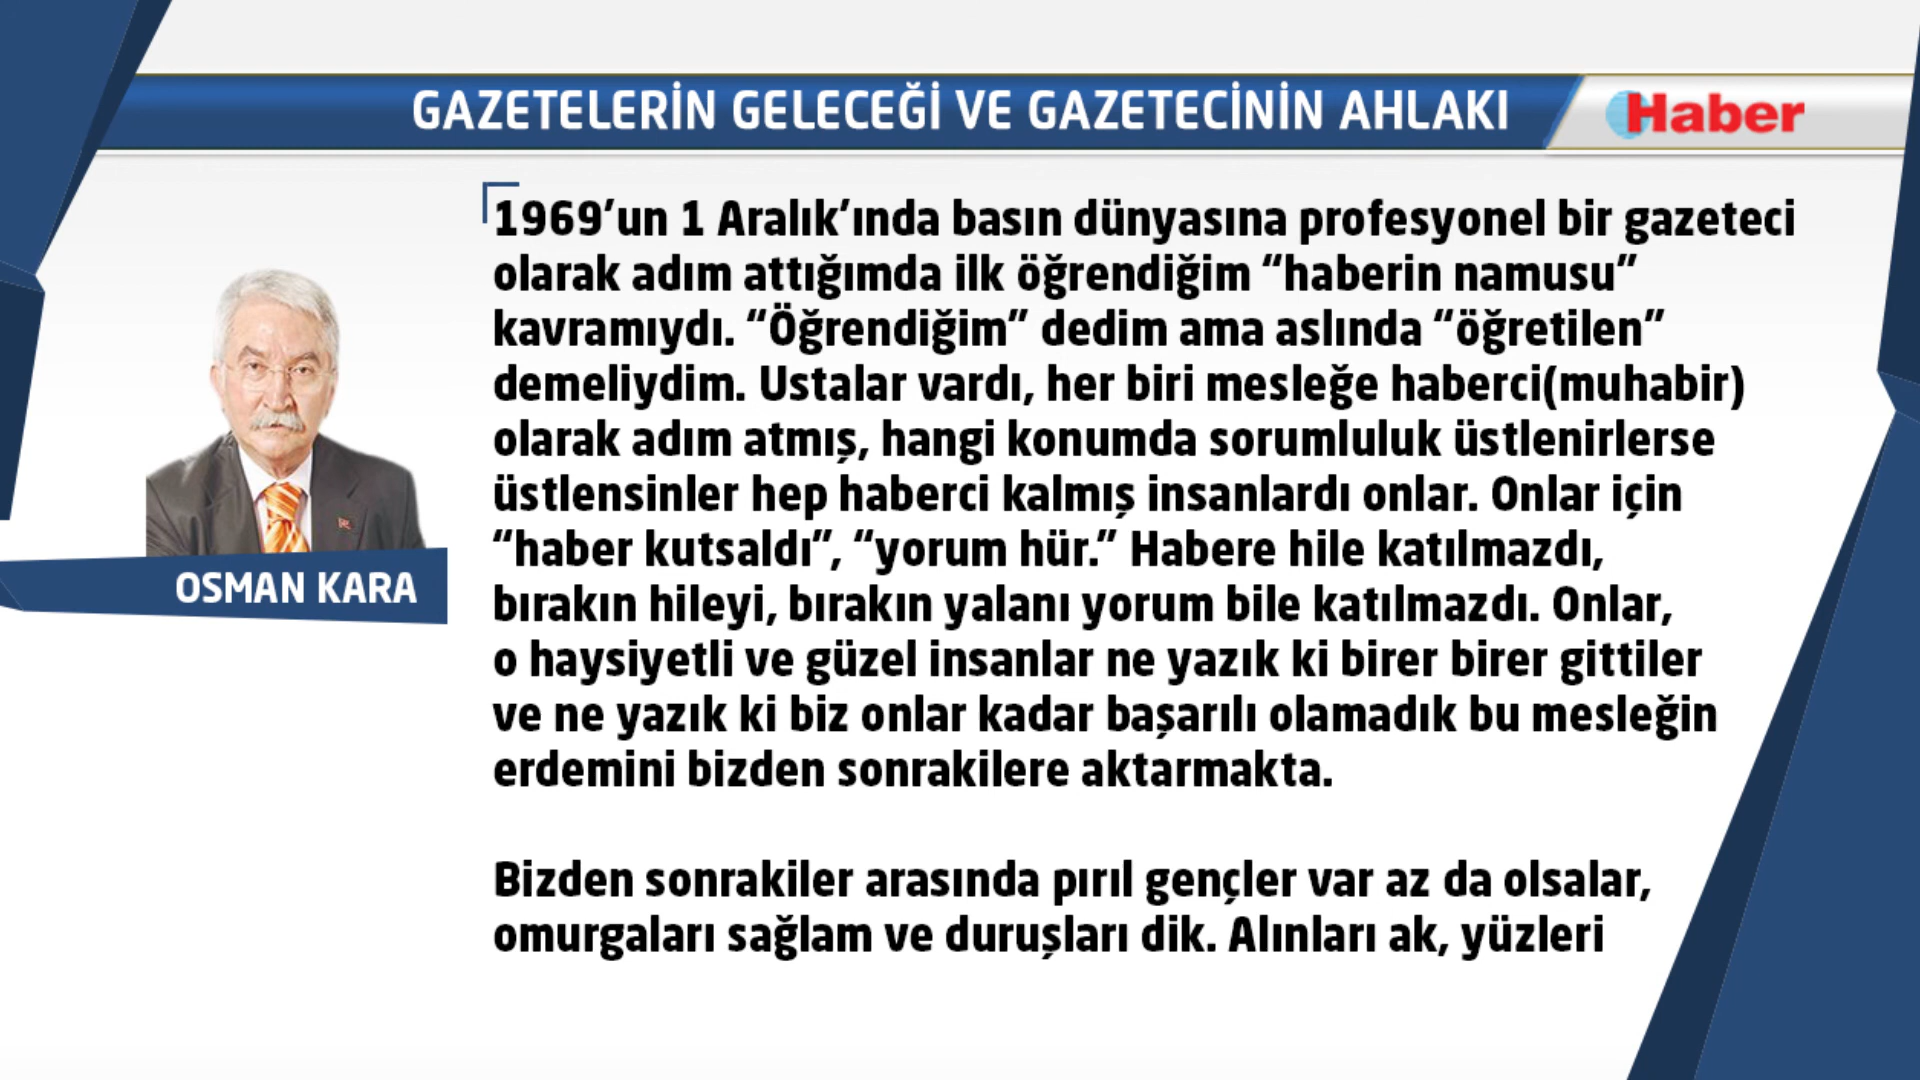 GAZETELERİN GELECEĞİ VE GAZETECİNİN AHLAKI
Haber
1969’un 1 Aralık’ında basın dünyasına profesyonel bir gazeteci
olarak adım attığımda ilk öğrendiğim “haberin namusu”
kavramıydı. “Öğrendiğim” dedim ama aslında “öğretilen”
demeliydim. Ustalar vardı, her biri mesleğe haberci(muhabir)
olarak adım atmış, hangi konumda sorumluluk üstlenirlerse
üstlensinler hep haberci kalmış insanlardı onlar. Onlar için
“haber kutsaldı”, “yorum hür.” Habere hile katılmazdı,
bırakın hileyi, bırakın yalanı yorum bile katılmazdı. Onlar,
o haysiyetli ve güzel insanlar ne yazık ki birer birer gittiler
ve ne yazık ki biz onlar kadar başarılı olamadık bu mesleğin
erdemini bizden sonrakilere aktarmakta.
Bizden sonrakiler arasında pırıl gençler var az da olsalar,
omurgaları sağlam ve duruşları dik. Alınları ak, yüzleri
OSMAN KARA